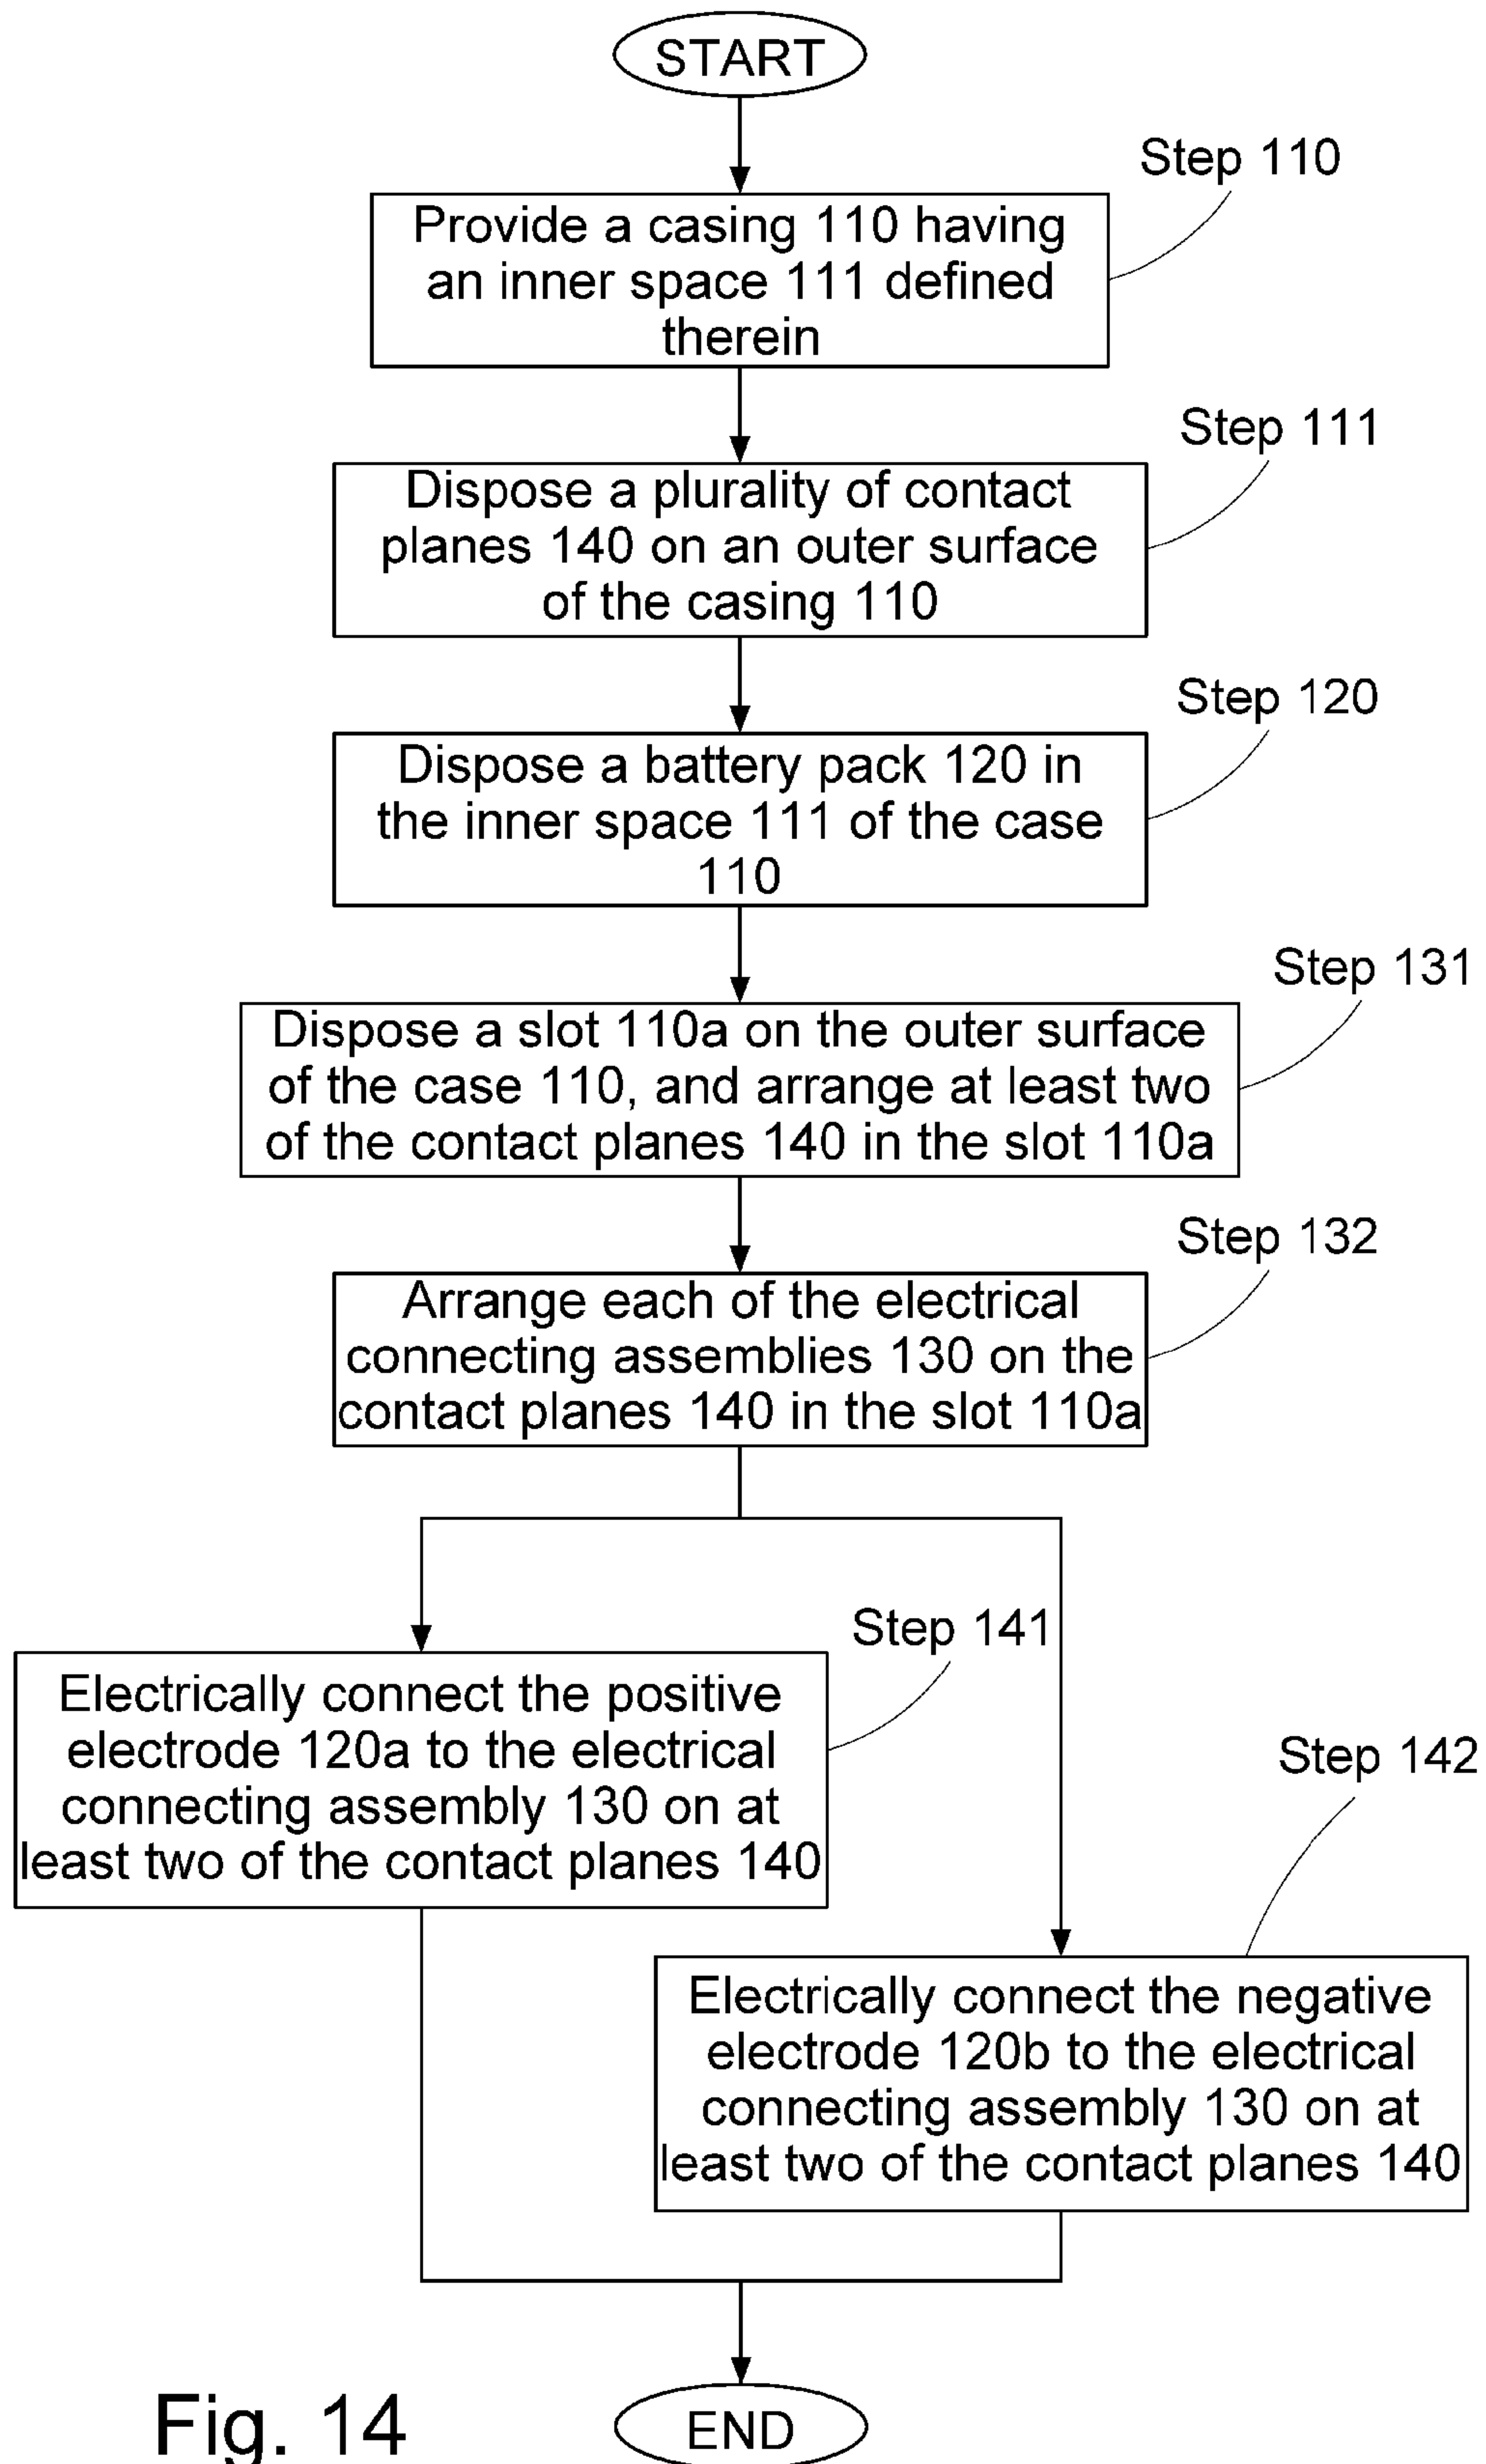 START
Step 110
Provide a casing 110 having
an inner space 111 defined
therein
Step 111
Dispose a plurality of contact
planes 140 on an outer surface
of the casing 110
Step 120
Dispose a battery pack 120 in
the inner space 111 of the case
110
Step 131
Dispose a slot 110a on the outer surface
of the case 110, and arrange at least two
of the contact planes 140 in the slot 110a
Step 132
Arrange each of the electrical
connecting assemblies 130 on the
contact planes 140 in the slot 110a
Step 141
Electrically connect the positive
electrode 120a to the electrical
connecting assembly 130 on at
least two of the contact planes 140
Step 142
Electrically connect the negative
electrode 120b to the electrical
connecting assembly 130 on at
least two of the contact planes 140
END
Fig. 14